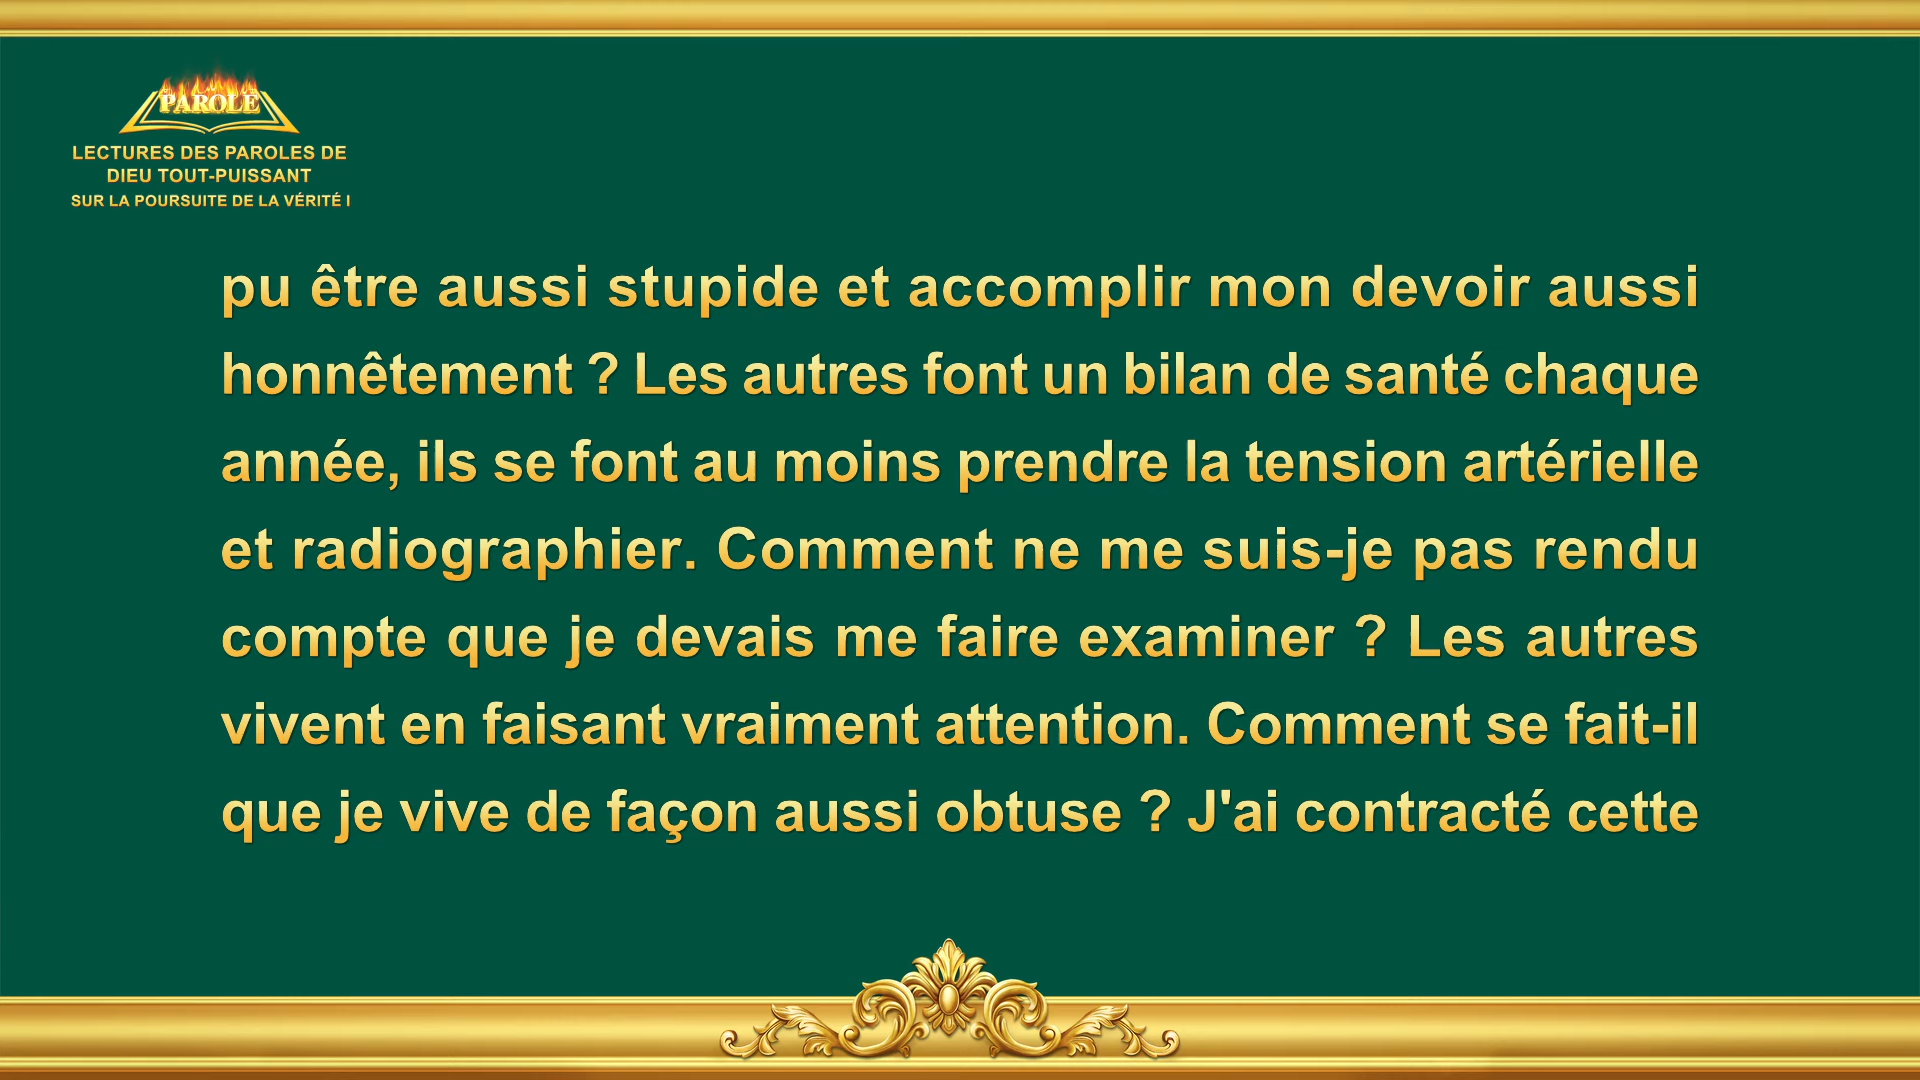 PAROLE
LECTURES DES PAROLES DE
DIEU TOUT-PUISSANT
SUR LA POURSUITE DE LA VÉRITÉ I
pu être aussi stupide et accomplir mon devoir aussi
honnêtement ? Les autres font un bilan de santé chaque
année, ils se font au moins prendre la tension artérielle
et radiographier. Comment ne me suis-je pas rendu
compte que je devais me faire examiner ? Les autres
vivent en faisant vraiment attention. Comment se fait-il
que je vive de façon aussi obtuse ? J'ai contracté cette